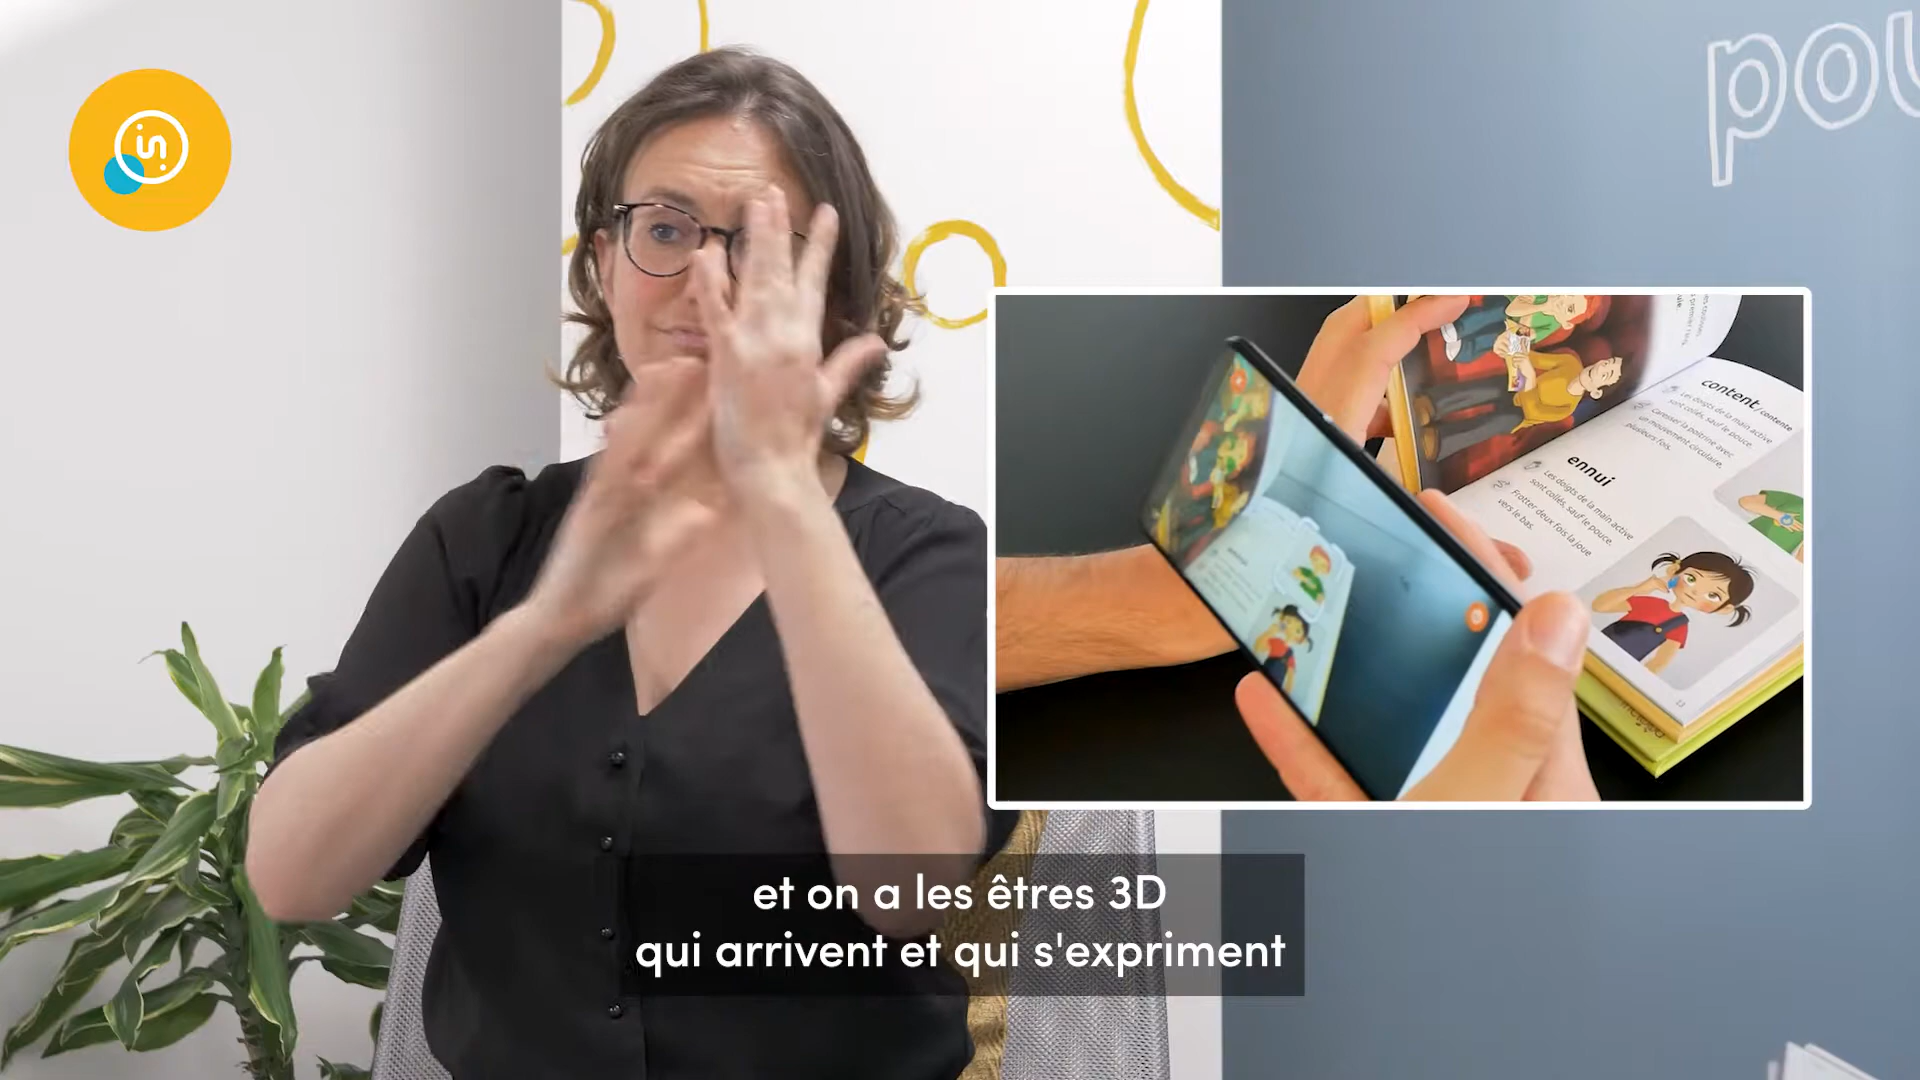 pou
in
content / contente
Les doigts de la main active
sont collés, sauf le pouce.
Caresser la poitrine avec
un mouvement circulaire,
plusieurs fois.
ennui
Les doigts de la main active
sont collés, sauf le pouce.
Frotter deux fois la joue
vers le bas.
et on a les êtres 3D
qui arrivent et qui s'expriment